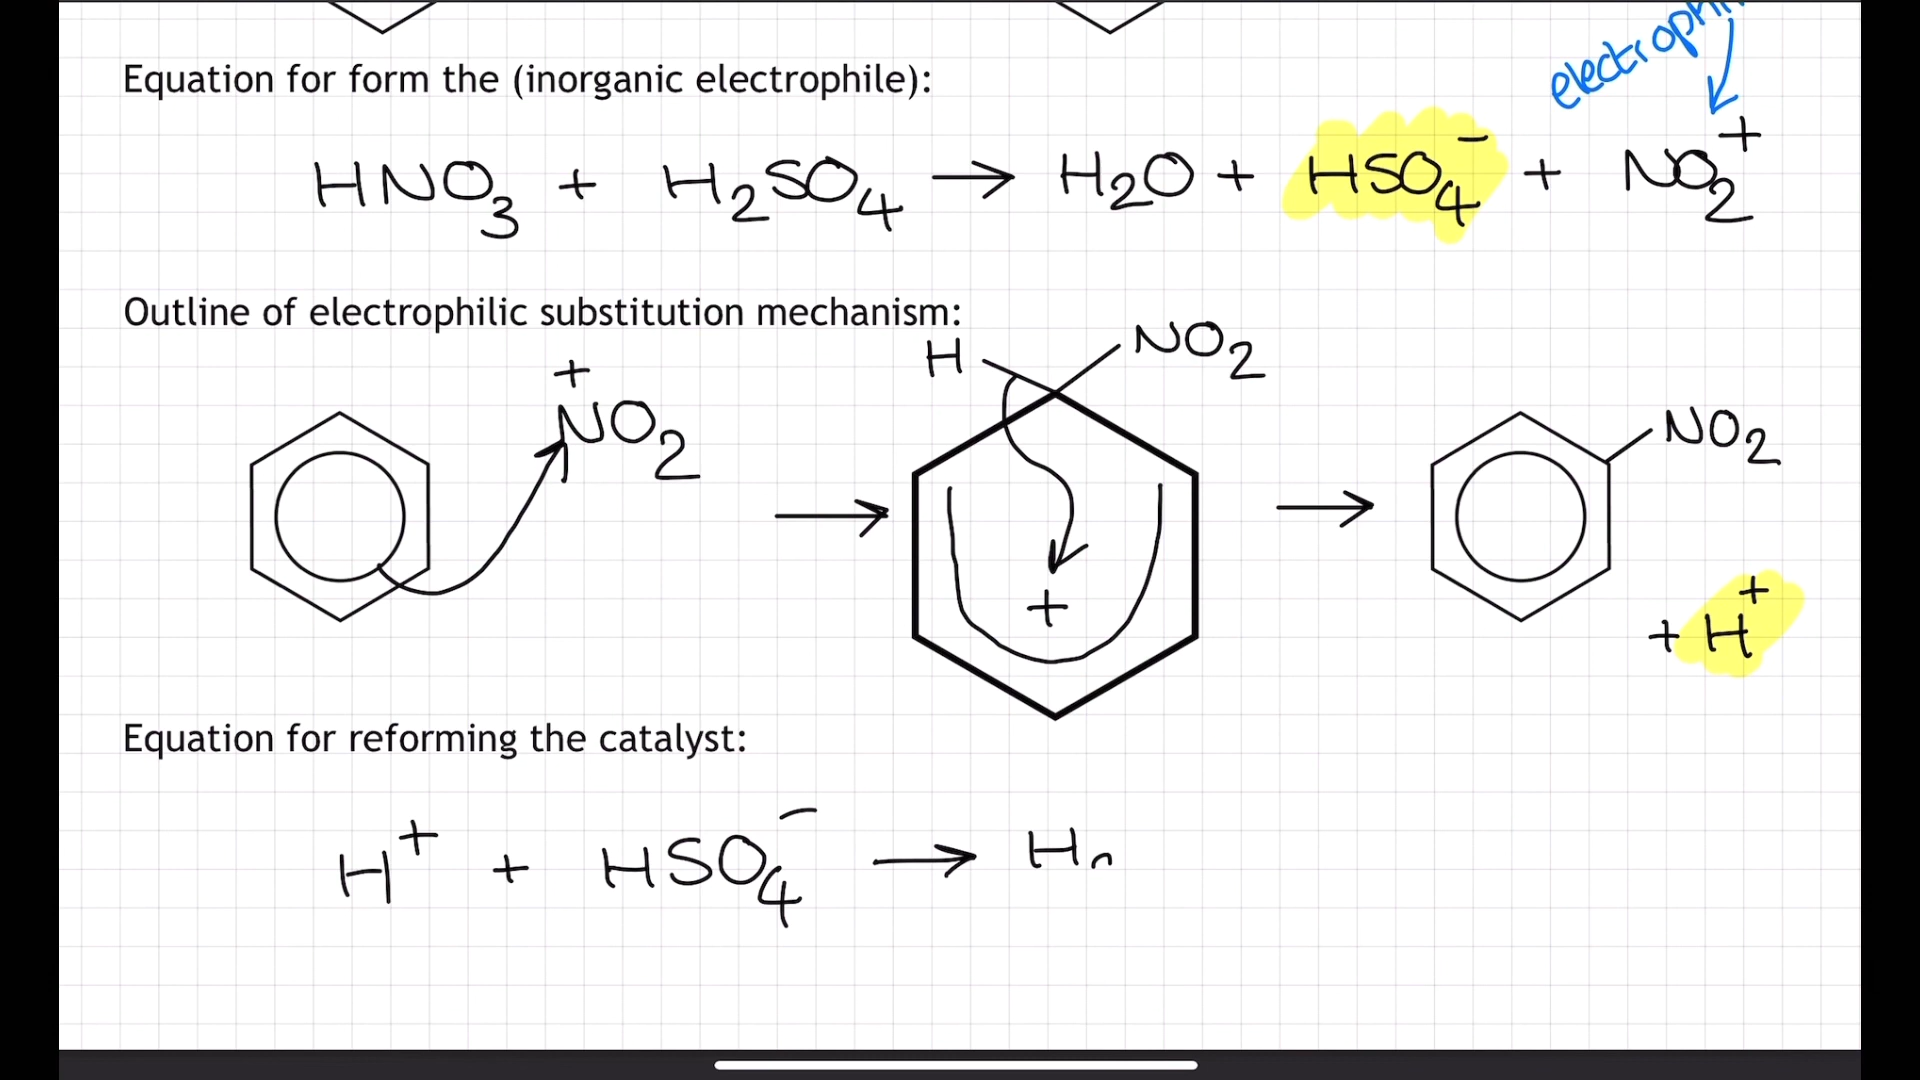 Equation for form the (inorganic electrophile):
HNO₃ + H₂SO₄ → H₂O + HSO₄⁻ + NO₂⁺
Outline of electrophilic substitution mechanism:
H NO₂
+
NO₂ → + → NO₂
+ H⁺
Equation for reforming the catalyst:
H⁺ + HSO₄⁻ → H